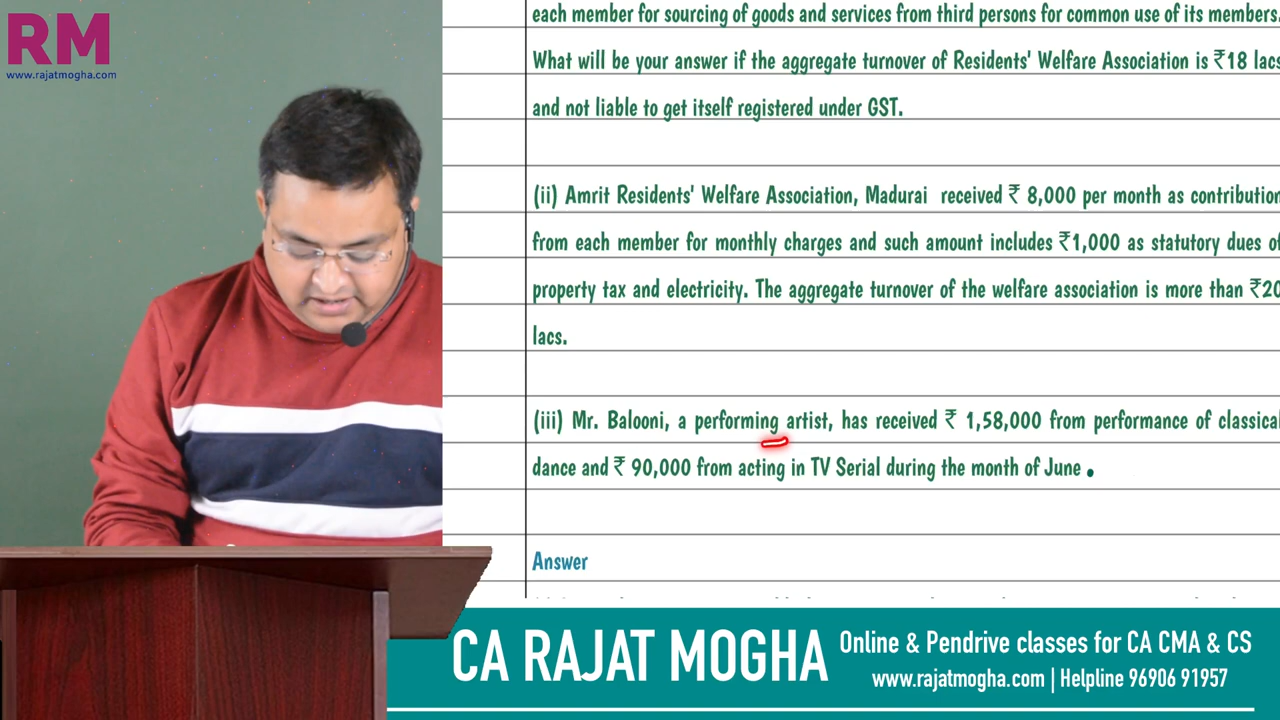 RM
www.rajatmogha.com
each member for sourcing of goods and services from third persons for common use of its members.
What will be your answer if the aggregate turnover of Residents' Welfare Association is ₹18 lacs
and not liable to get itself registered under GST.
(ii) Amrit Residents' Welfare Association, Madurai received ₹ 8,000 per month as contribution
from each member for monthly charges and such amount includes ₹1,000 as statutory dues of
property tax and electricity. The aggregate turnover of the welfare association is more than ₹20
lacs.
(iii) Mr. Balooni, a performing artist, has received ₹ 1,58,000 from performance of classical
dance and ₹ 90,000 from acting in TV Serial during the month of June .
Answer
CA RAJAT MOGHA
Online & Pendrive classes for CA CMA & CS
www.rajatmogha.com | Helpline 96906 91957